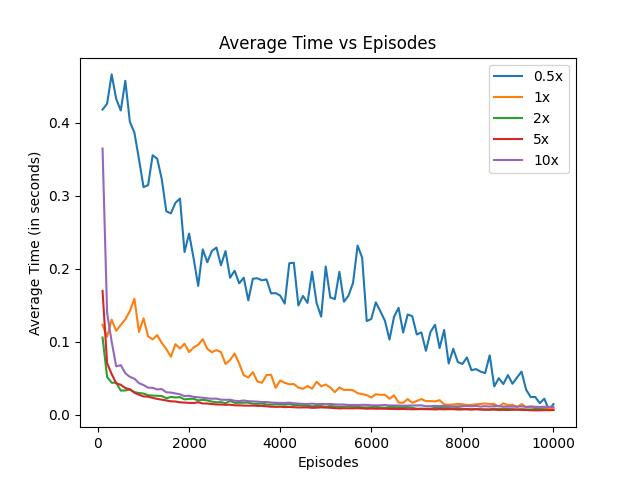 Average Time vs Episodes
0.5x
1x
2x
5x
10x
Average Time (in seconds)
0.4
0.3
0.2
0.1
0.0
0 2000 4000 6000 8000 10000
Episodes